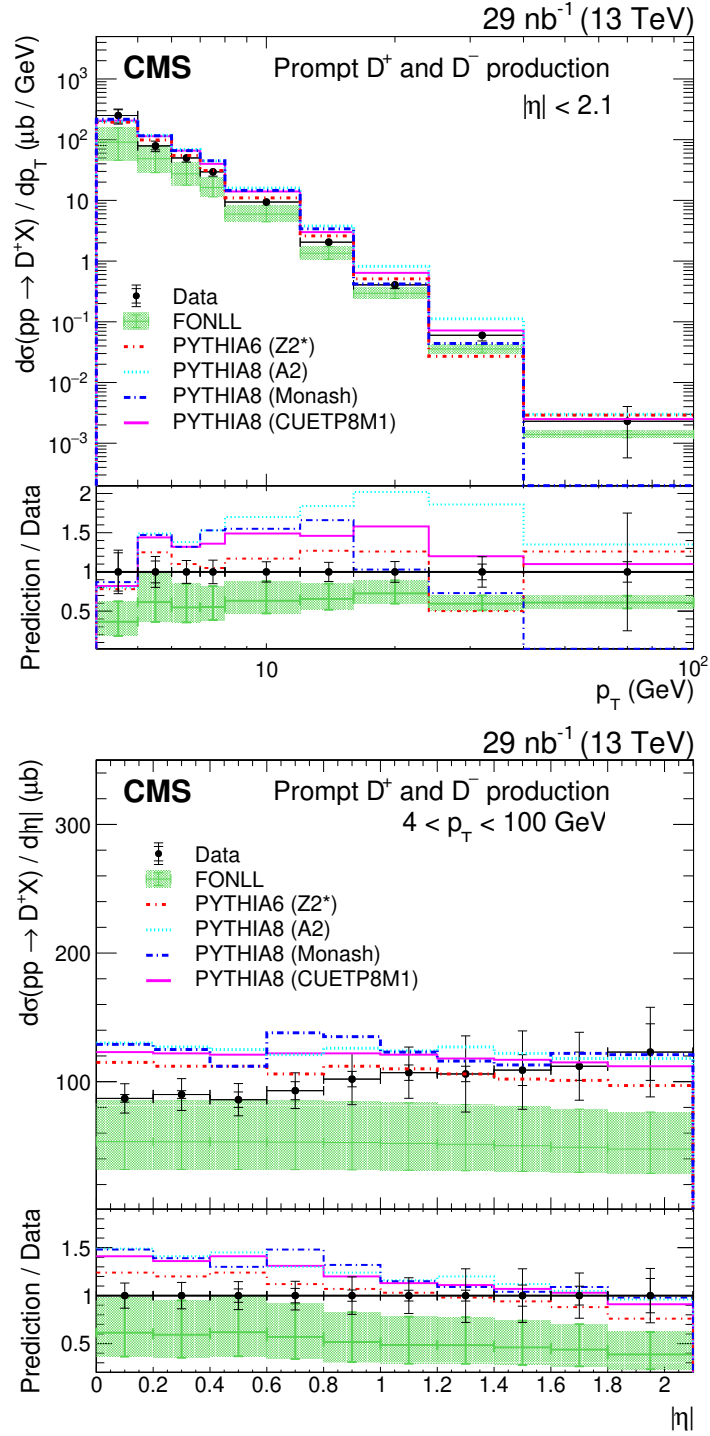 29 nb⁻¹ (13 TeV)
CMS
Prompt D⁺ and D⁻ production
|η| < 2.1
dσ(pp → D⁺X) / dp_T (μb / GeV)
10³
10²
10
1
10⁻¹
10⁻²
10⁻³
Data
FONLL
PYTHIA6 (Z2*)
PYTHIA8 (A2)
PYTHIA8 (Monash)
PYTHIA8 (CUETP8M1)
Prediction / Data
2
1.5
1
0.5
10
10²
p_T (GeV)
29 nb⁻¹ (13 TeV)
CMS
Prompt D⁺ and D⁻ production
4 < p_T < 100 GeV
dσ(pp → D⁺X) / d|η| (μb)
300
200
100
Data
FONLL
PYTHIA6 (Z2*)
PYTHIA8 (A2)
PYTHIA8 (Monash)
PYTHIA8 (CUETP8M1)
Prediction / Data
1.5
1
0.5
0 0.2 0.4 0.6 0.8 1 1.2 1.4 1.6 1.8 2
|η|